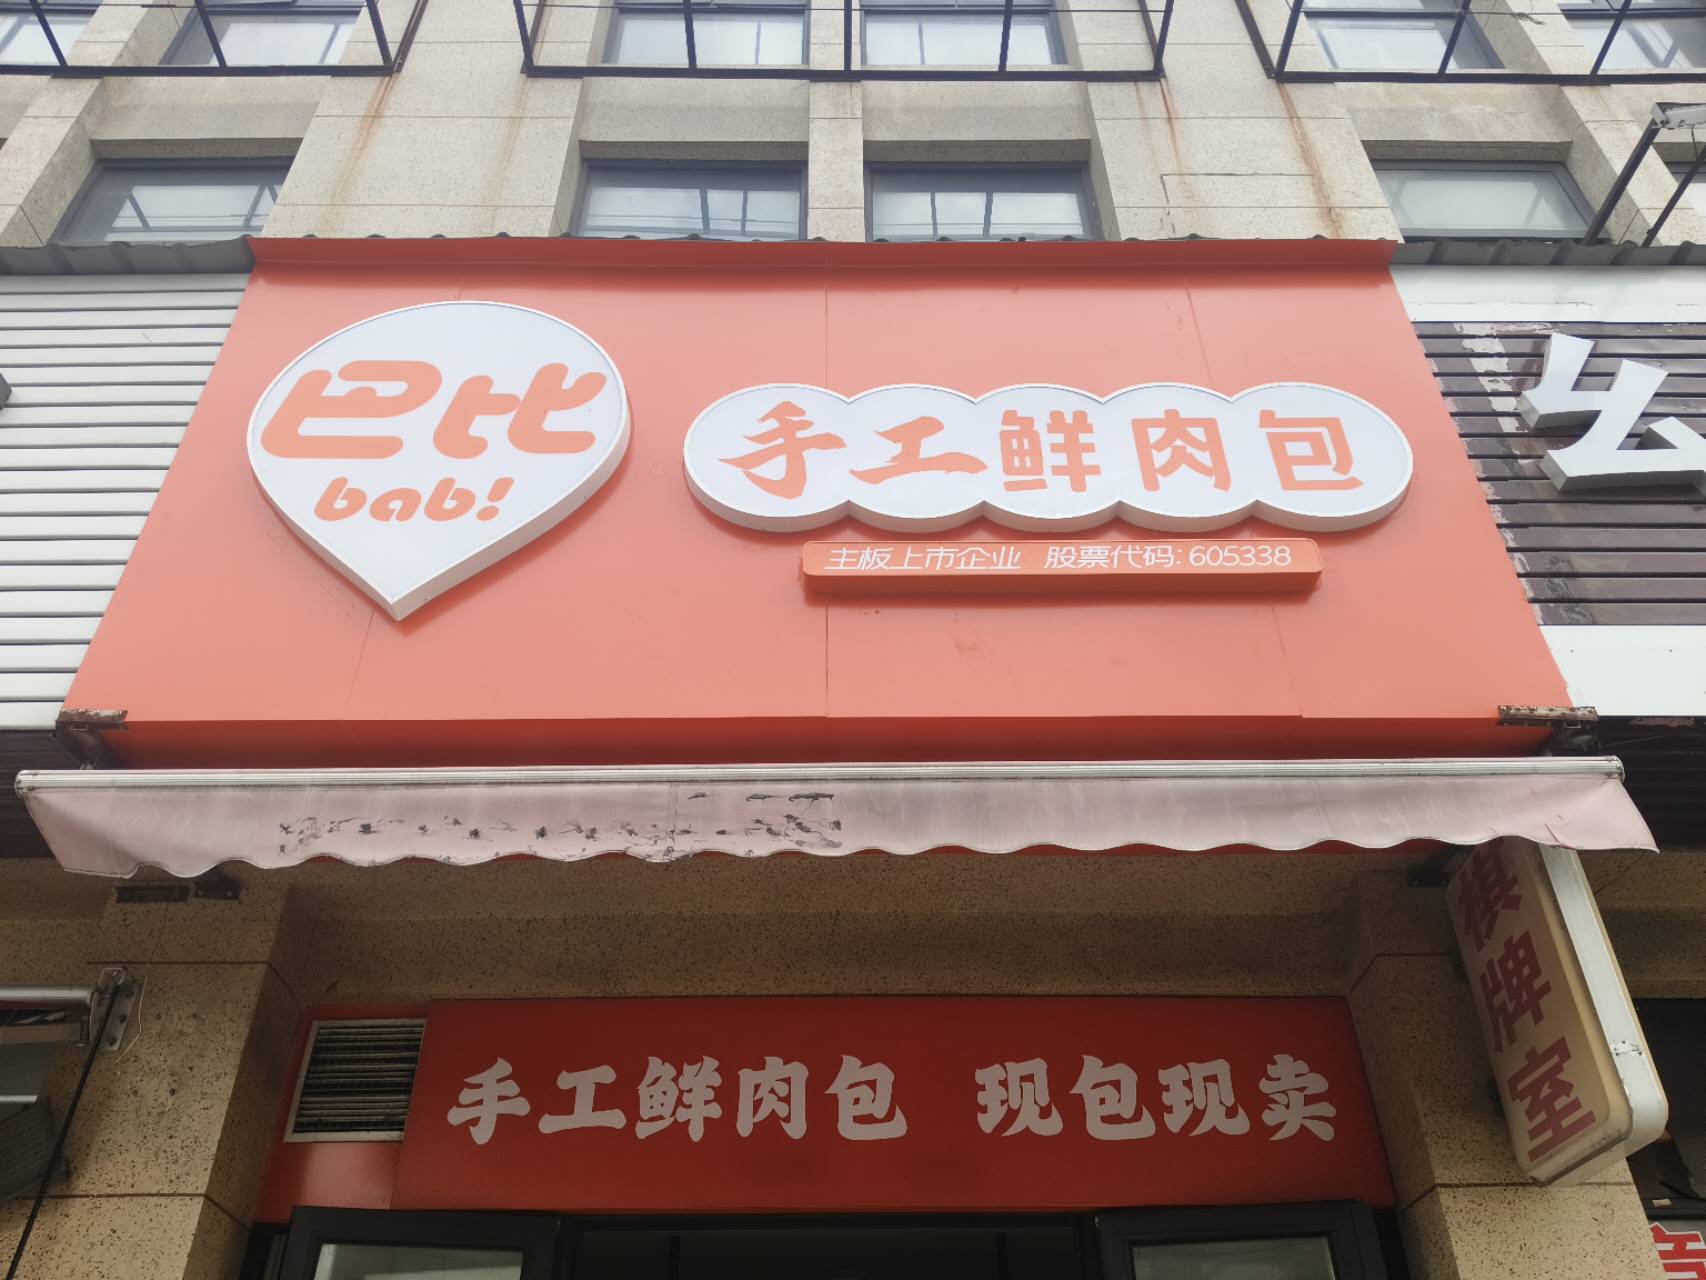 巴比
bab!
手工鲜肉包
主板上市企业 股票代码: 605338
手工鲜肉包 现包现卖
棋牌室